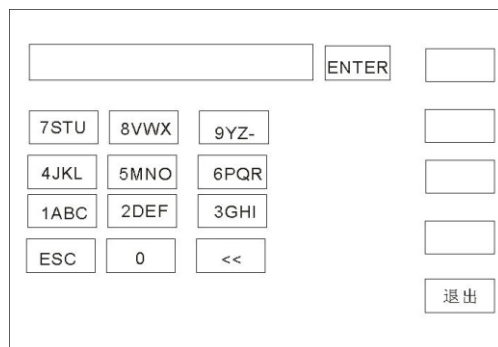 ENTER
7STU 8VWX 9YZ-
4JKL 5MNO 6PQR
1ABC 2DEF 3GHI
ESC 0 <<
退出